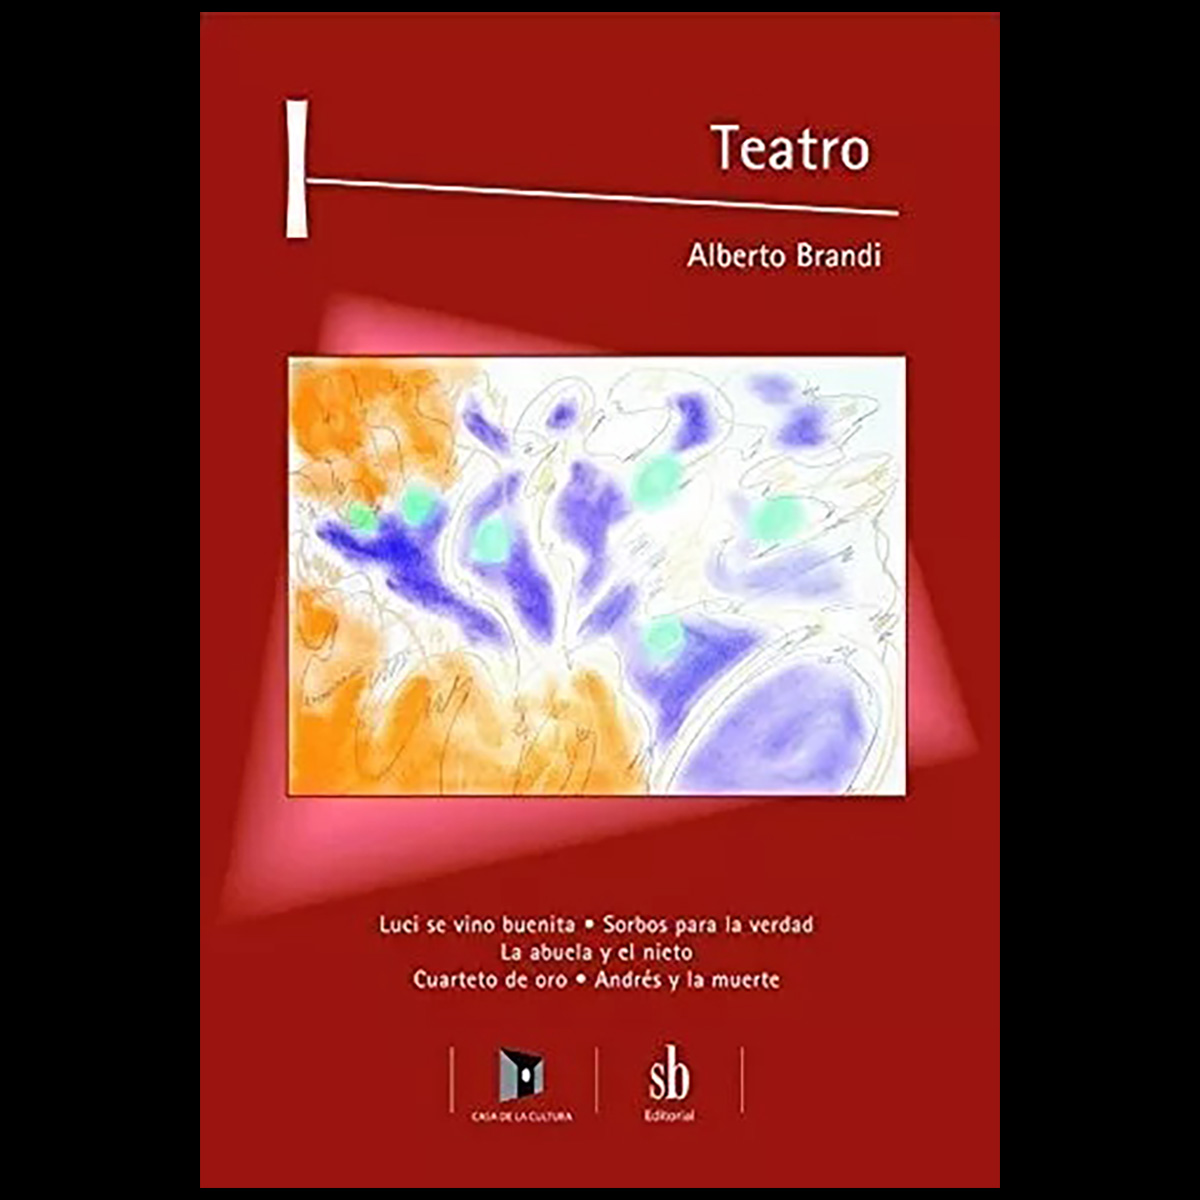 Teatro
Alberto Brandi
Luci se vino buenita • Sorbos para la verdad
La abuela y el nieto
Cuarteto de oro • Andrés y la muerte
CASA DE LA CULTURA
sb
Editorial